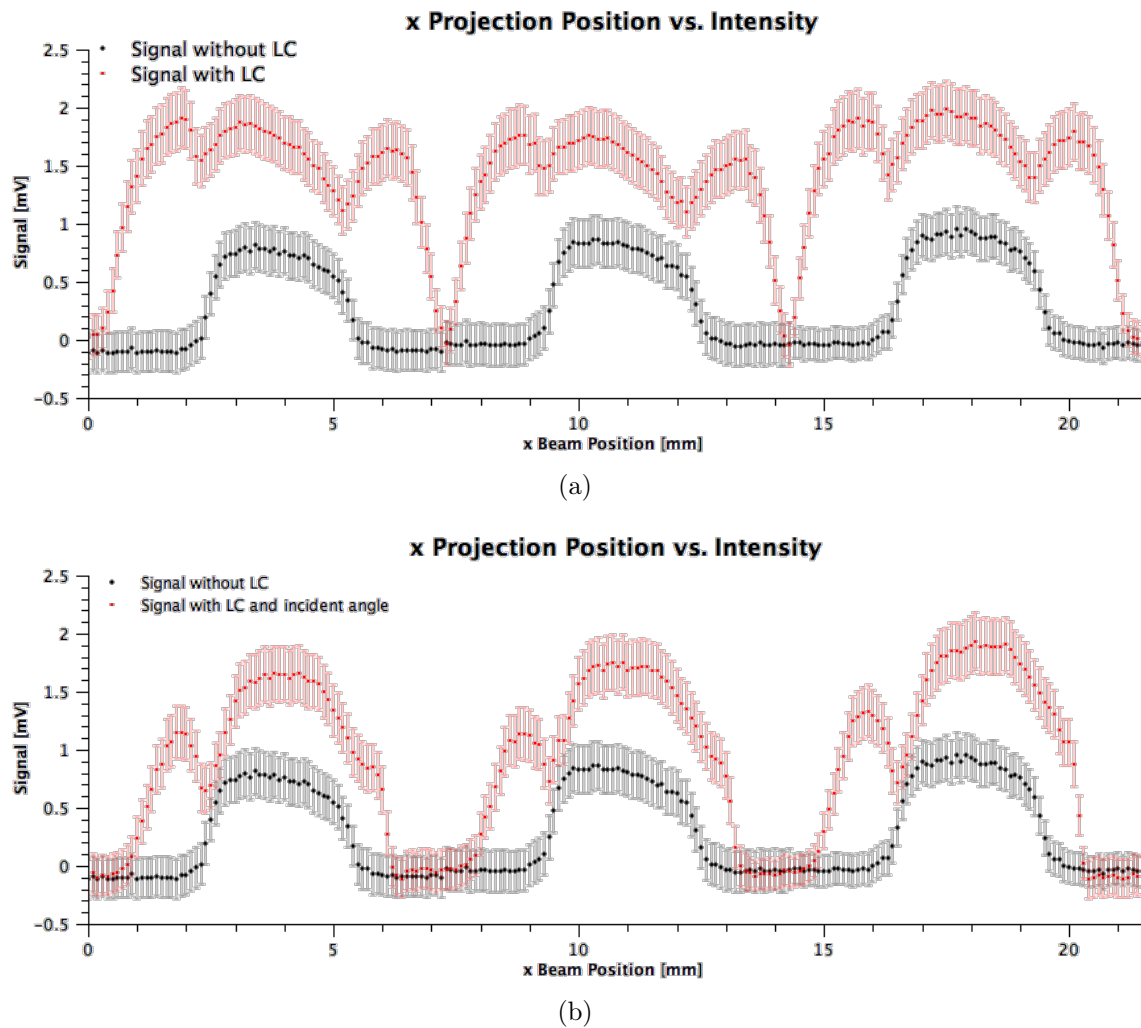 x Projection Position vs. Intensity
2.5
Signal without LC
Signal with LC
2
1.5
Signal [mV]
1
0.5
0
−0.5
0 5 10 15 20
x Beam Position [mm]
(a)
x Projection Position vs. Intensity
2.5
Signal without LC
Signal with LC and incident angle
2
1.5
Signal [mV]
1
0.5
0
−0.5
0 5 10 15 20
x Beam Position [mm]
(b)